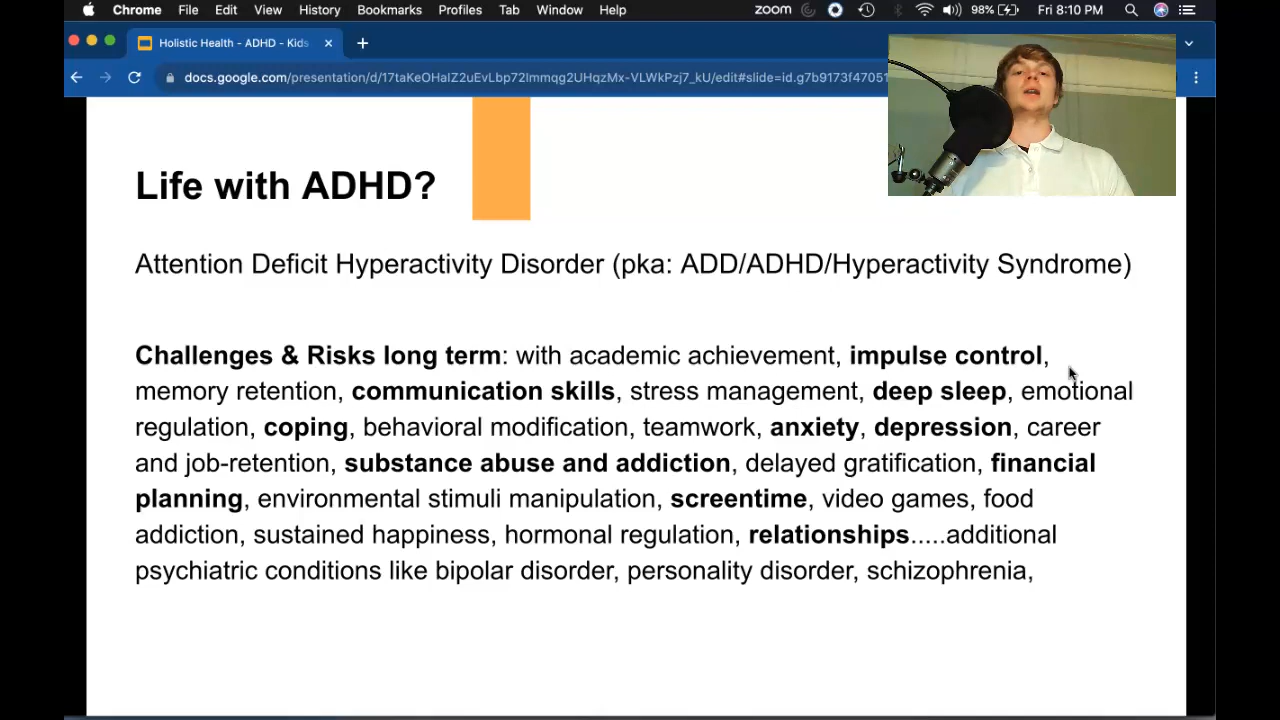 Chrome File Edit View History Bookmarks Profiles Tab Window Help zoom 98% Fri 8:10 PM
Holistic Health - ADHD - Kids
docs.google.com/presentation/d/17taKeOHaIZ2uEvLbp72lmmqg2UHqzMx-VLWkPzj7_kU/edit#slide=id.g7b9173f47051
Life with ADHD?
Attention Deficit Hyperactivity Disorder (pka: ADD/ADHD/Hyperactivity Syndrome)
Challenges & Risks long term: with academic achievement, impulse control,
memory retention, communication skills, stress management, deep sleep, emotional
regulation, coping, behavioral modification, teamwork, anxiety, depression, career
and job-retention, substance abuse and addiction, delayed gratification, financial
planning, environmental stimuli manipulation, screentime, video games, food
addiction, sustained happiness, hormonal regulation, relationships.....additional
psychiatric conditions like bipolar disorder, personality disorder, schizophrenia,